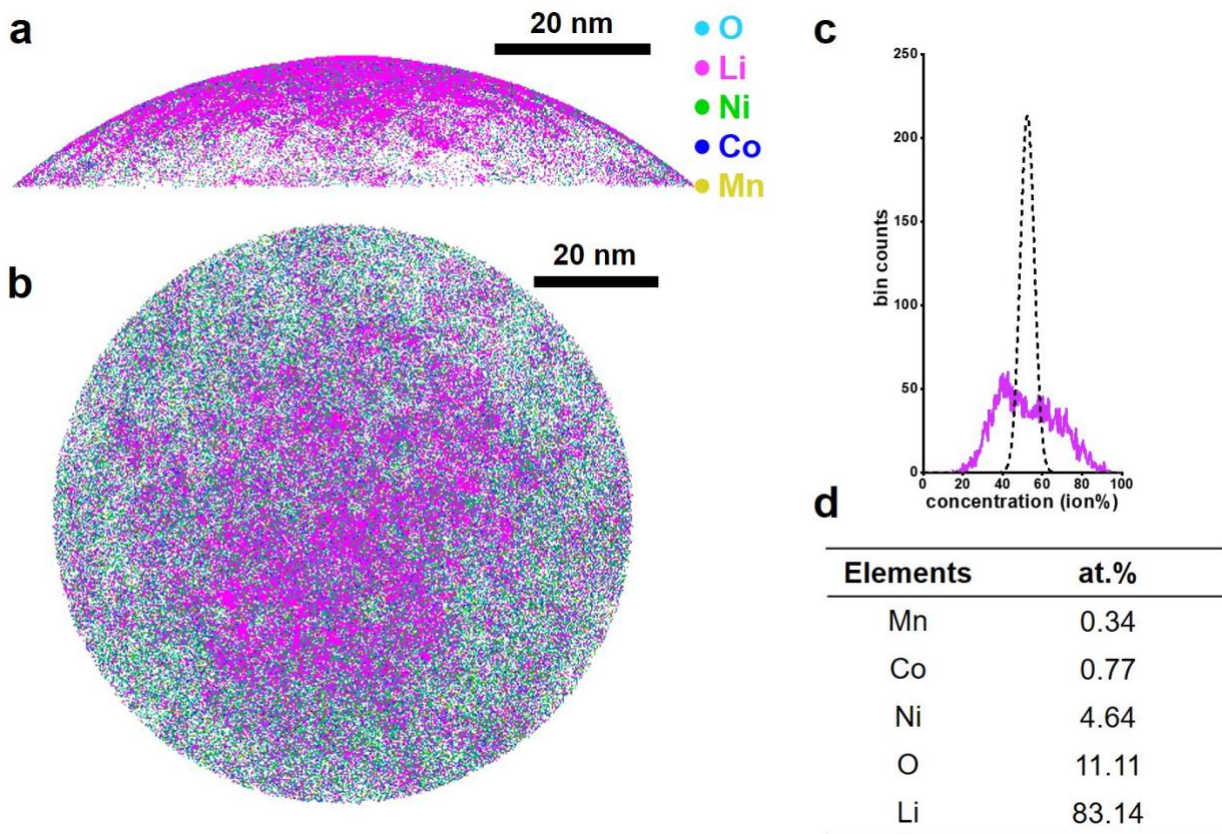 a
20 nm
O
Li
Ni
Co
Mn
b
20 nm
c
250
200
150
100
50
0
bin counts
0 20 40 60 80 100
concentration (ion%)
d
Elements at.%
Mn 0.34
Co 0.77
Ni 4.64
O 11.11
Li 83.14